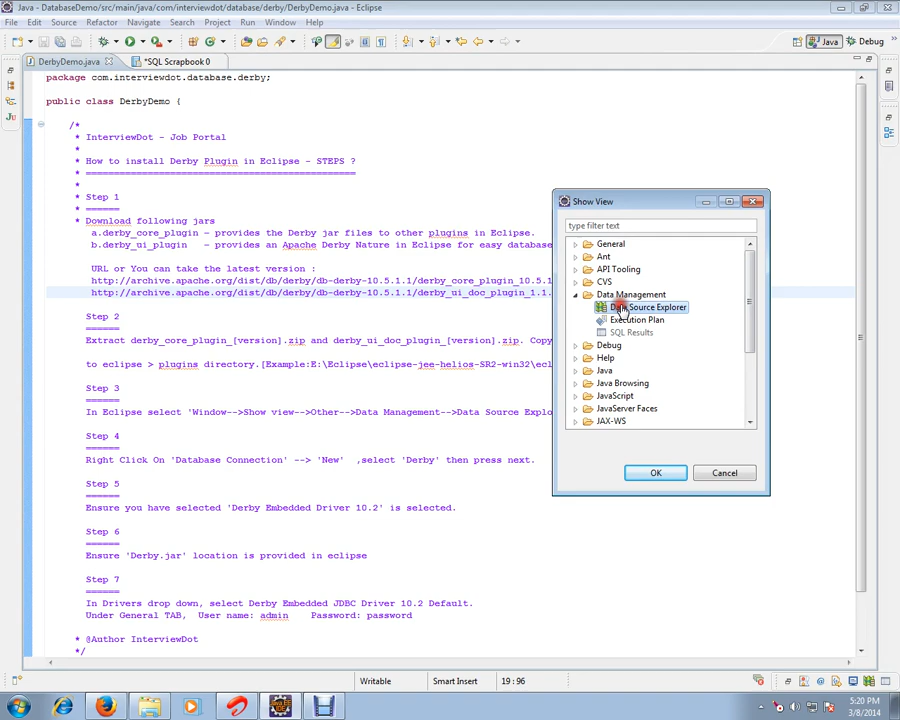 Java - DatabaseDemo/src/main/java/com/interviewdot/database/derby/DerbyDemo.java - Eclipse
File Edit Source Refactor Navigate Search Project Run Window Help
Java Debug
DerbyDemo.java *SQL Scrapbook 0
package com.interviewdot.database.derby;
public class DerbyDemo {
/*
* InterviewDot - Job Portal
*
* How to install Derby Plugin in Eclipse - STEPS ?
* ================================================
*
* Step 1
* ======
* Download following jars
a.derby_core_plugin - provides the Derby jar files to other plugins in Eclipse.
b.derby_ui_plugin - provides an Apache Derby Nature in Eclipse for easy database
URL or You can take the latest version :
http://archive.apache.org/dist/db/derby/db-derby-10.5.1.1/derby_core_plugin_10.5.1
http://archive.apache.org/dist/db/derby/db-derby-10.5.1.1/derby_ui_doc_plugin_1.1.
Step 2
======
Extract derby_core_plugin_[version].zip and derby_ui_doc_plugin_[version].zip. Copy
to eclipse > plugins directory.[Example:E:\Eclipse\eclipse-jee-helios-SR2-win32\ec
Step 3
======
In Eclipse select 'Window-->Show view-->Other-->Data Management-->Data Source Explo
Step 4
======
Right Click On 'Database Connection' --> 'New' ,select 'Derby' then press next.
Step 5
======
Ensure you have selected 'Derby Embedded Driver 10.2' is selected.
Step 6
======
Ensure 'Derby.jar' location is provided in eclipse
Step 7
======
In Drivers drop down, select Derby Embedded JDBC Driver 10.2 Default.
Under General TAB, User name: admin Password: password
* @Author InterviewDot
*/
Show View
type filter text
General
Ant
API Tooling
CVS
Data Management
Data Source Explorer
Execution Plan
SQL Results
Debug
Help
Java
Java Browsing
JavaScript
JavaServer Faces
JAX-WS
OK Cancel
Writable Smart Insert 19 : 96
5:20 PM
3/8/2014